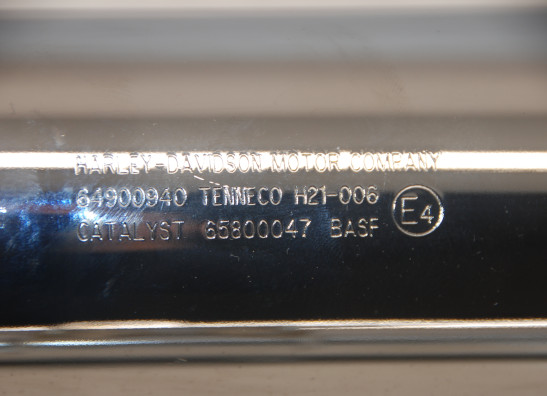 HARLEY-DAVIDSON MOTOR COMPANY
64900940 TENNECO H21-006
CATALYST 65800047 BASF
E4